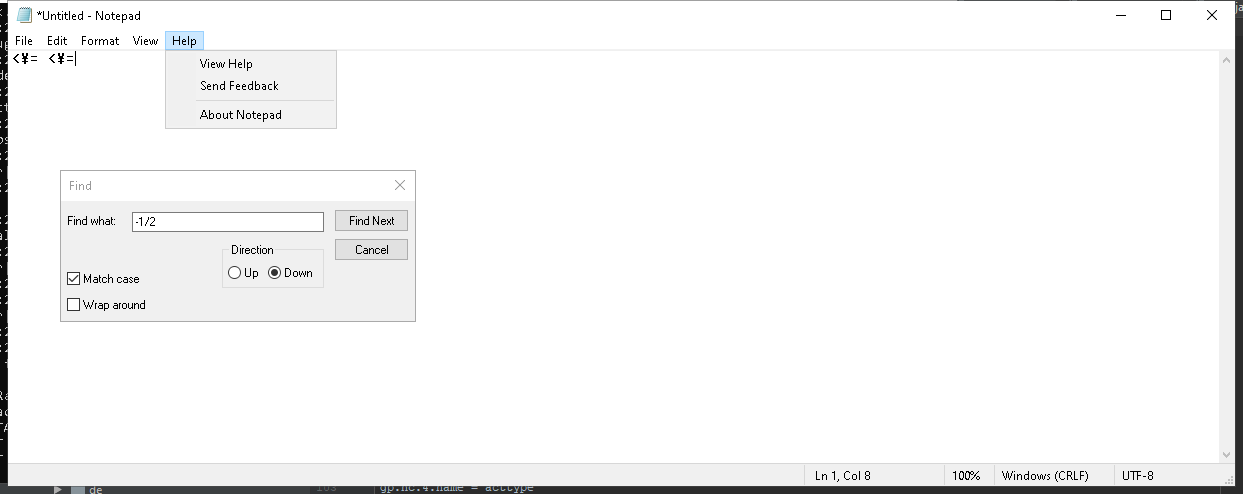 *Untitled - Notepad
File Edit Format View Help
<¥= <¥=
View Help
Send Feedback
About Notepad
Find
Find what: -1/2 Find Next
Direction Cancel
Up Down
Match case
Wrap around
Ln 1, Col 8 100% Windows (CRLF) UTF-8
de